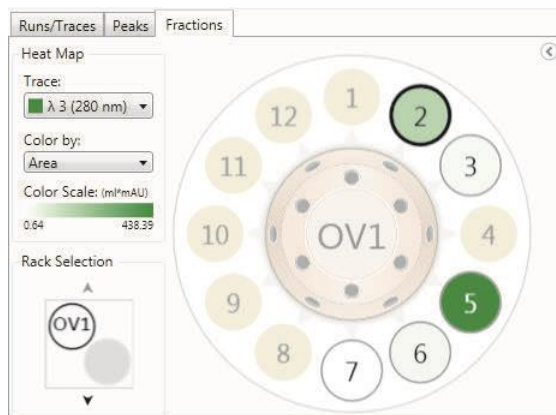 Runs/Traces Peaks Fractions
Heat Map
Trace:
λ 3 (280 nm)
Color by:
Area
Color Scale: (ml*mAU)
0.64 438.39
Rack Selection
OV1
1
2
3
4
5
6
7
8
9
10
11
12
OV1